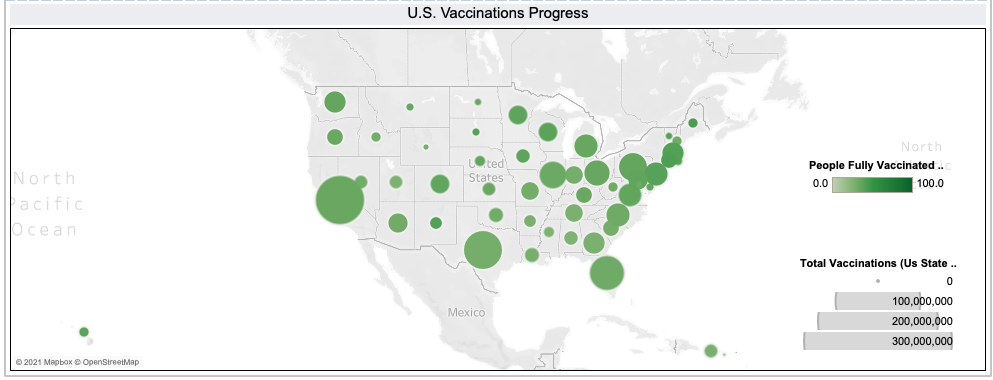 U.S. Vaccinations Progress
North
Pacific
Ocean
United
States
Mexico
North
People Fully Vaccinated ..
0.0
100.0
Total Vaccinations (Us State ..
0
100,000,000
200,000,000
300,000,000
© 2021 Mapbox © OpenStreetMap